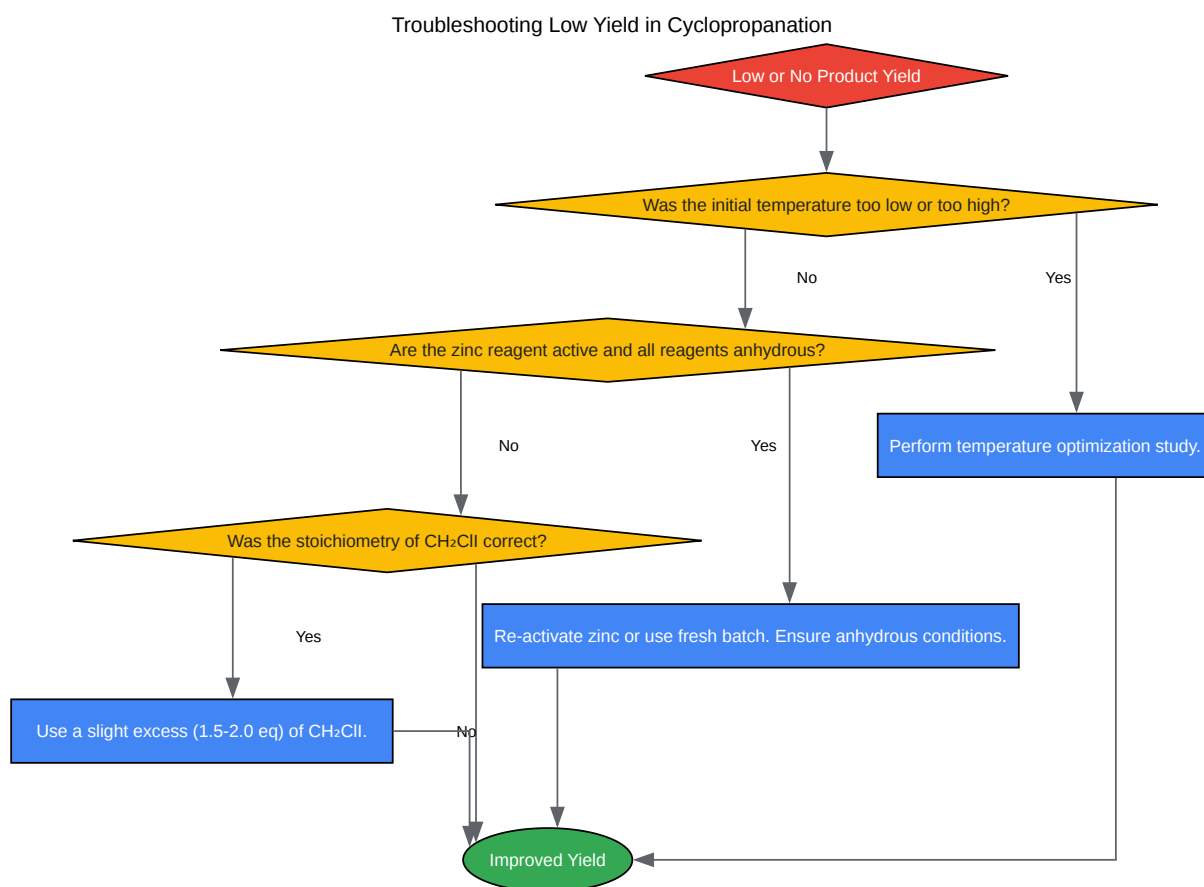 Troubleshooting Low Yield in Cyclopropanation
Low or No Product Yield
Was the initial temperature too low or too high?
No
Yes
Are the zinc reagent active and all reagents anhydrous?
No
Yes
Perform temperature optimization study.
Was the stoichiometry of CH₂ClI correct?
Yes
Re-activate zinc or use fresh batch. Ensure anhydrous conditions.
Use a slight excess (1.5-2.0 eq) of CH₂ClI.
No
Improved Yield